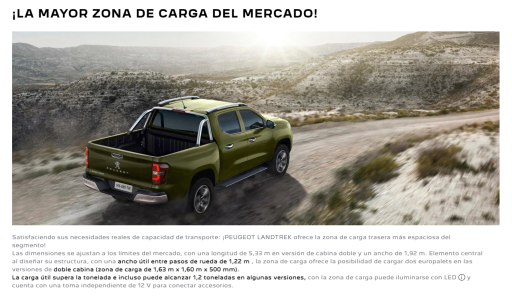 ¡LA MAYOR ZONA DE CARGA DEL MERCADO!
PEUGEOT
Satisfaciendo sus necesidades reales de capacidad de transporte: ¡PEUGEOT LANDTREK ofrece la zona de carga trasera más espaciosa del
segmento!
Las dimensiones se ajustan a los límites del mercado, con una longitud de 5,33 m en versión de cabina doble y un ancho de 1,92 m. Elemento central
al diseñar su estructura, con una ancho útil entre pasos de rueda de 1,22 m , la zona de carga ofrece la posibilidad de cargar dos europalets en las
versiones de doble cabina (zona de carga de 1,63 m x 1,60 m x 500 mm).
La carga útil supera la tonelada e incluso puede alcanzar 1,2 toneladas en algunas versiones, con la zona de carga puede iluminarse con LED ⓘ y
cuenta con una toma independiente de 12 V para conectar accesorios.